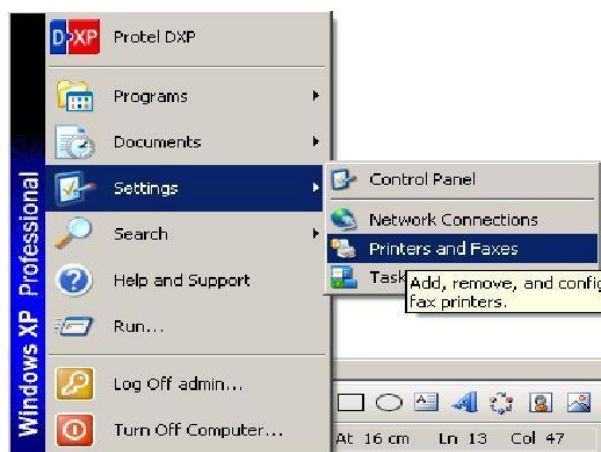 D>XP Protel DXP
Programs
Documents
Settings
Search
Help and Support
Run...
Log Off admin...
Turn Off Computer...
Windows XP Professional
Control Panel
Network Connections
Printers and Faxes
Task
Add, remove, and config
fax printers.
At 16 cm Ln 13 Col 47